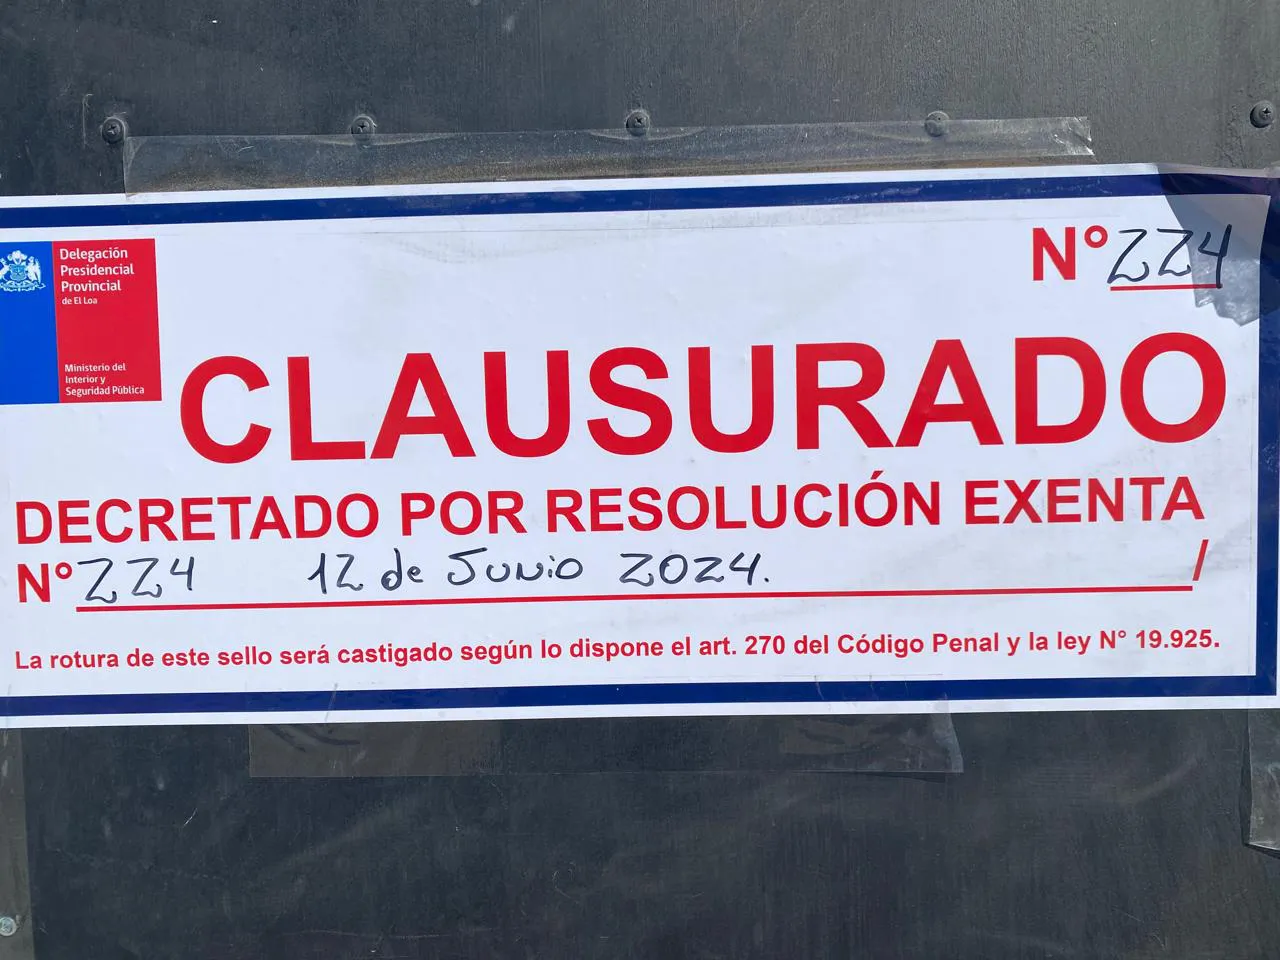 Delegación
Presidencial
Provincial
de El Loa
Ministerio del
Interior y
Seguridad Pública
N° 224
CLAUSURADO
DECRETADO POR RESOLUCIÓN EXENTA
N° 224 12 de Junio 2024. /
La rotura de este sello será castigado según lo dispone el art. 270 del Código Penal y la ley N° 19.925.